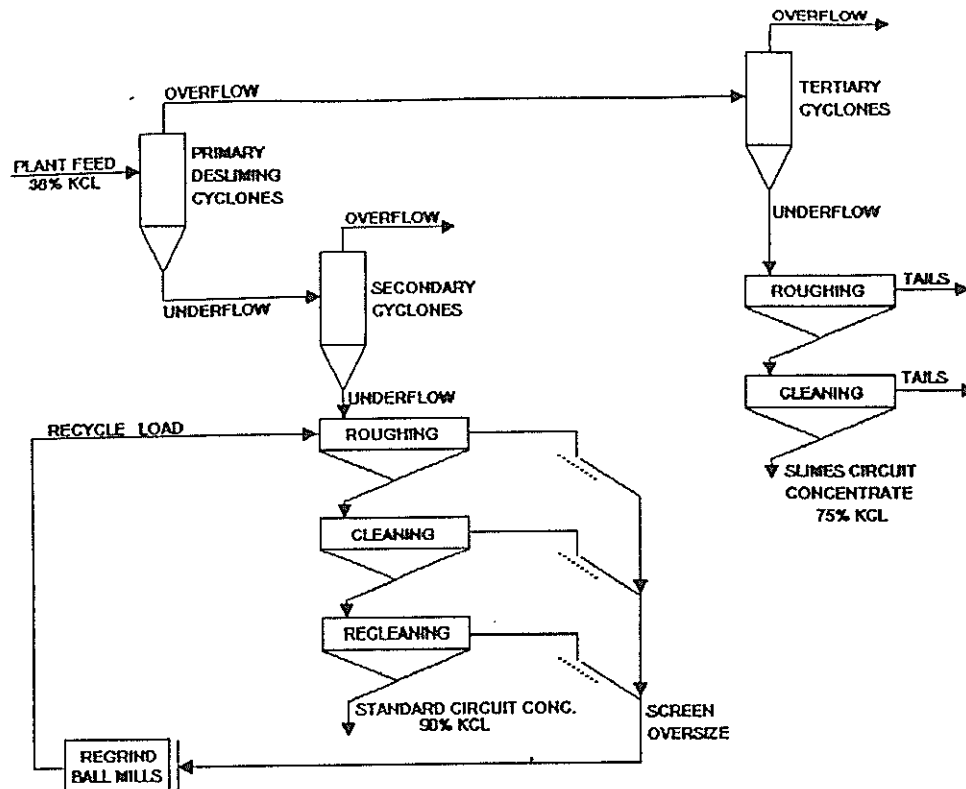 OVERFLOW
OVERFLOW
TERTIARY
CYCLONES
PLANT FEED
38% KCL
PRIMARY
DESLIMING
CYCLONES
OVERFLOW
UNDERFLOW
UNDERFLOW
SECONDARY
CYCLONES
ROUGHING
TAILS
UNDERFLOW
CLEANING
TAILS
RECYCLE LOAD
ROUGHING
SLIMES CIRCUIT
CONCENTRATE
75% KCL
CLEANING
RECLEANING
STANDARD CIRCUIT CONC.
90% KCL
SCREEN
OVERSIZE
REGRIND
BALL MILLS